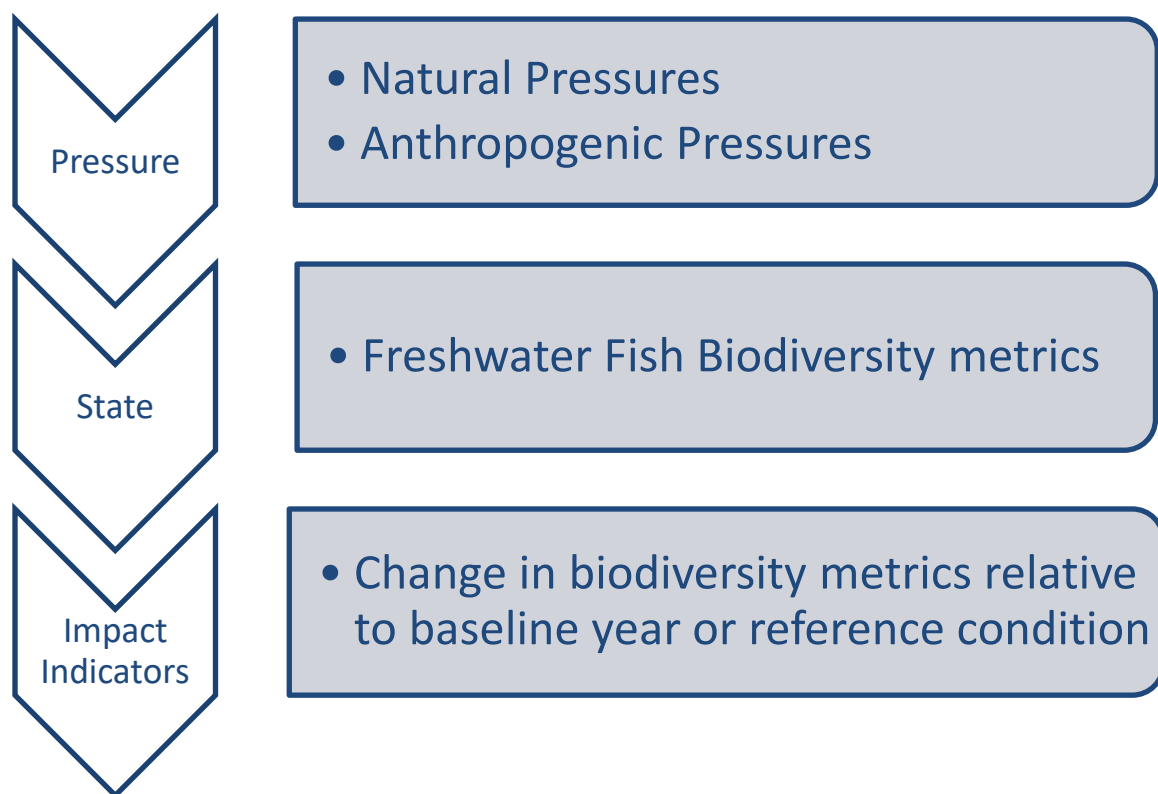 Pressure
• Natural Pressures
• Anthropogenic Pressures
State
• Freshwater Fish Biodiversity metrics
Impact
Indicators
• Change in biodiversity metrics relative
to baseline year or reference condition